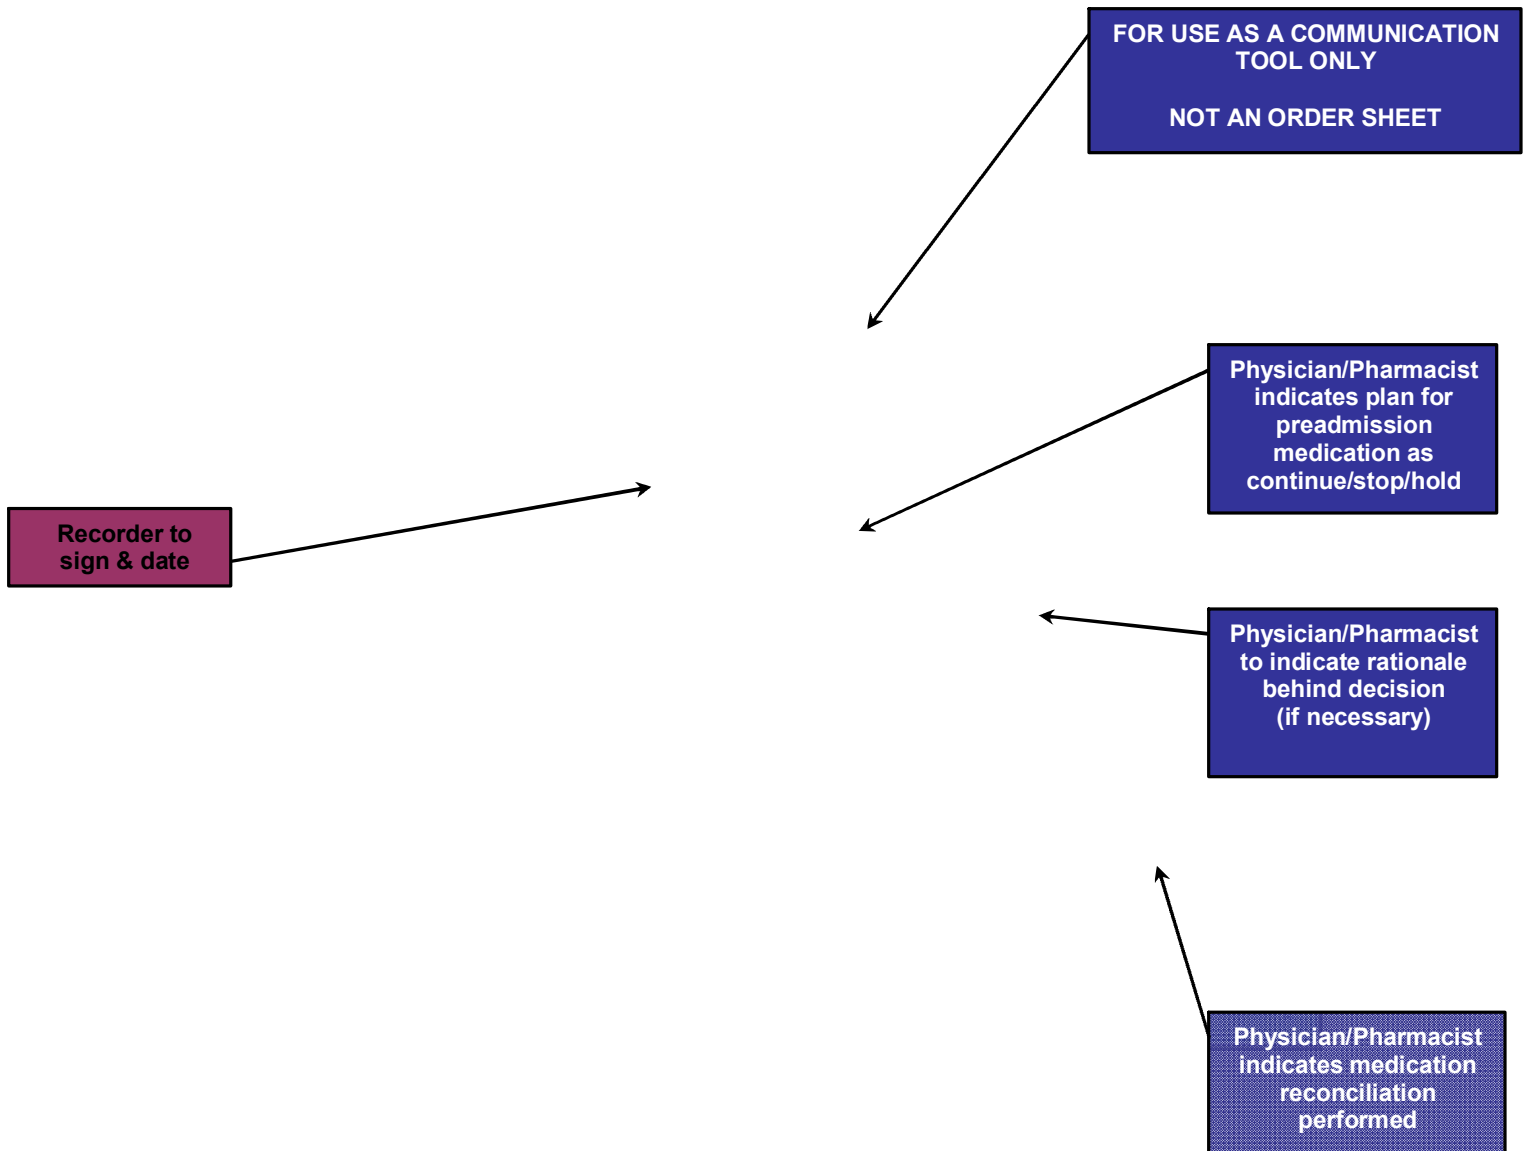 FOR USE AS A COMMUNICATION
TOOL ONLY
NOT AN ORDER SHEET
Physician/Pharmacist
indicates plan for
preadmission
medication as
continue/stop/hold
Recorder to
sign & date
Physician/Pharmacist
to indicate rationale
behind decision
(if necessary)
Physician/Pharmacist
indicates medication
reconciliation
performed